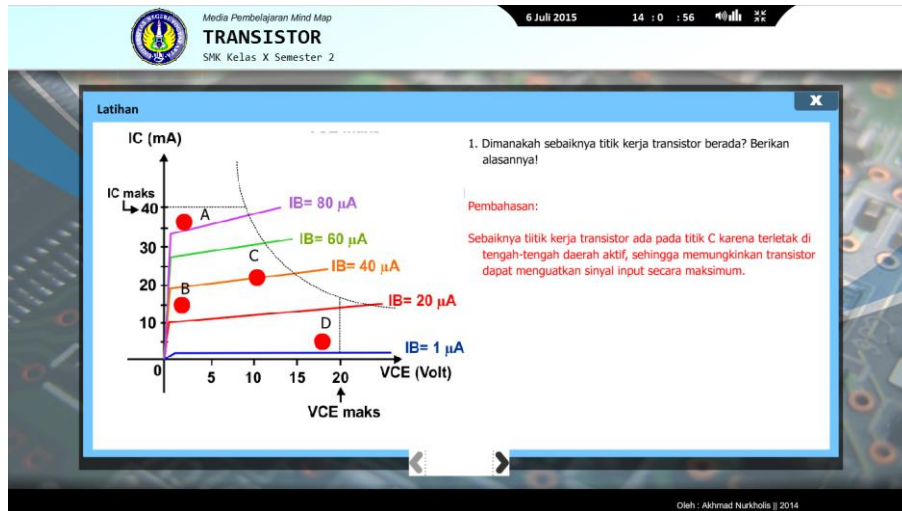 Media Pembelajaran Mind Map
TRANSISTOR
SMK Kelas X Semester 2
6 Juli 2015
14 : 0 : 56
Latihan
X
IC (mA)
IC maks
40
30
20
10
0
5
10
15
20
VCE (Volt)
VCE maks
A
B
C
D
IB= 80 µA
IB= 60 µA
IB= 40 µA
IB= 20 µA
IB= 1 µA
1. Dimanakah sebaiknya titik kerja transistor berada? Berikan
alasannya!
Pembahasan:
Sebaiknya tiitik kerja transistor ada pada titik C karena terletak di
tengah-tengah daerah aktif, sehingga memungkinkan transistor
dapat menguatkan sinyal input secara maksimum.
Oleh : Akhmad Nurkholis || 2014